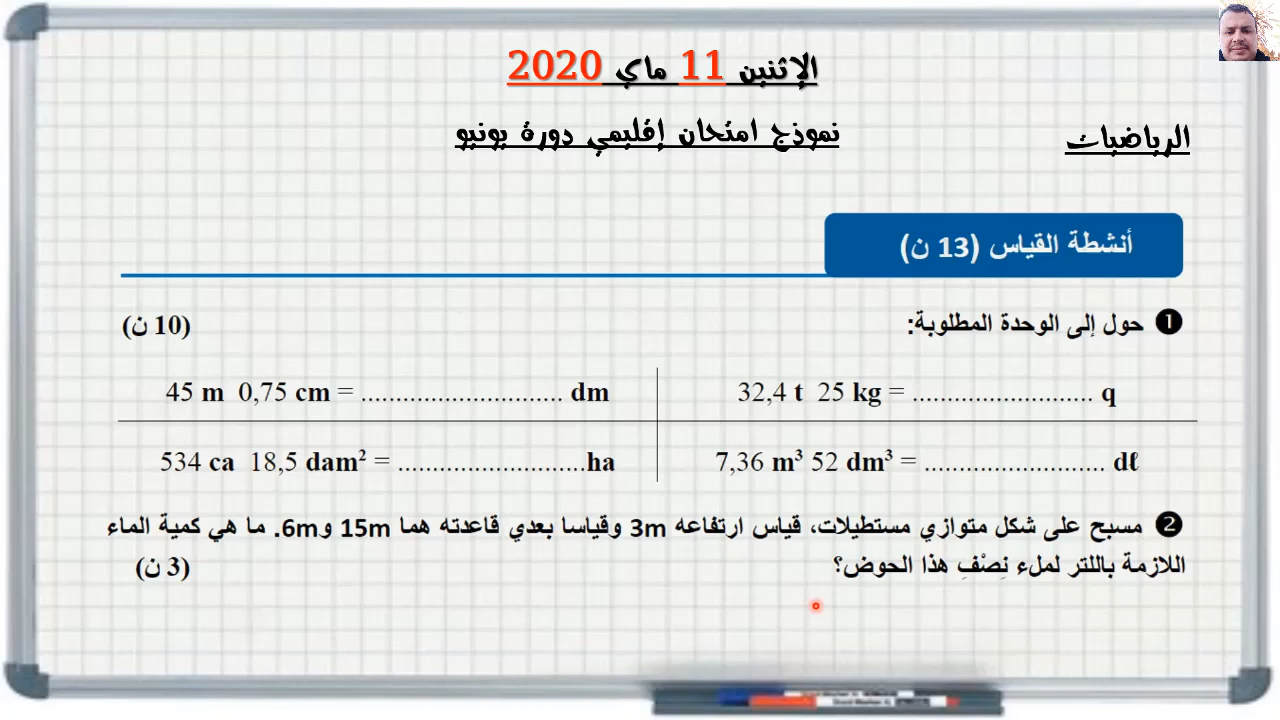 الإثنين 11 ماي 2020
نموذج امتحان إقليمي دورة يونيو
الرياضيات
أنشطة القياس (13 ن)
❶ حول إلى الوحدة المطلوبة: (10 ن)
45 m 0,75 cm = ............................. dm
32,4 t 25 kg = .......................... q
534 ca 18,5 dam² = ...........................ha
7,36 m³ 52 dm³ = .......................... dℓ
❷ مسبح على شكل متوازي مستطيلات، قياس ارتفاعه 3m وقياسا بعدي قاعدته هما 15m و6m. ما هي كمية الماء
اللازمة باللتر لملء نِصْفِ هذا الحوض؟ (3 ن)